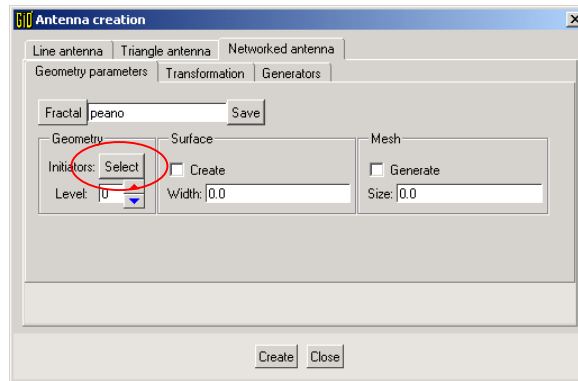 GiD Antenna creation
Line antenna Triangle antenna Networked antenna
Geometry parameters Transformation Generators
Fractal peano Save
Geometry Surface Mesh
Initiators: Select Create Generate
Level: 0 Width: 0.0 Size: 0.0
Create Close